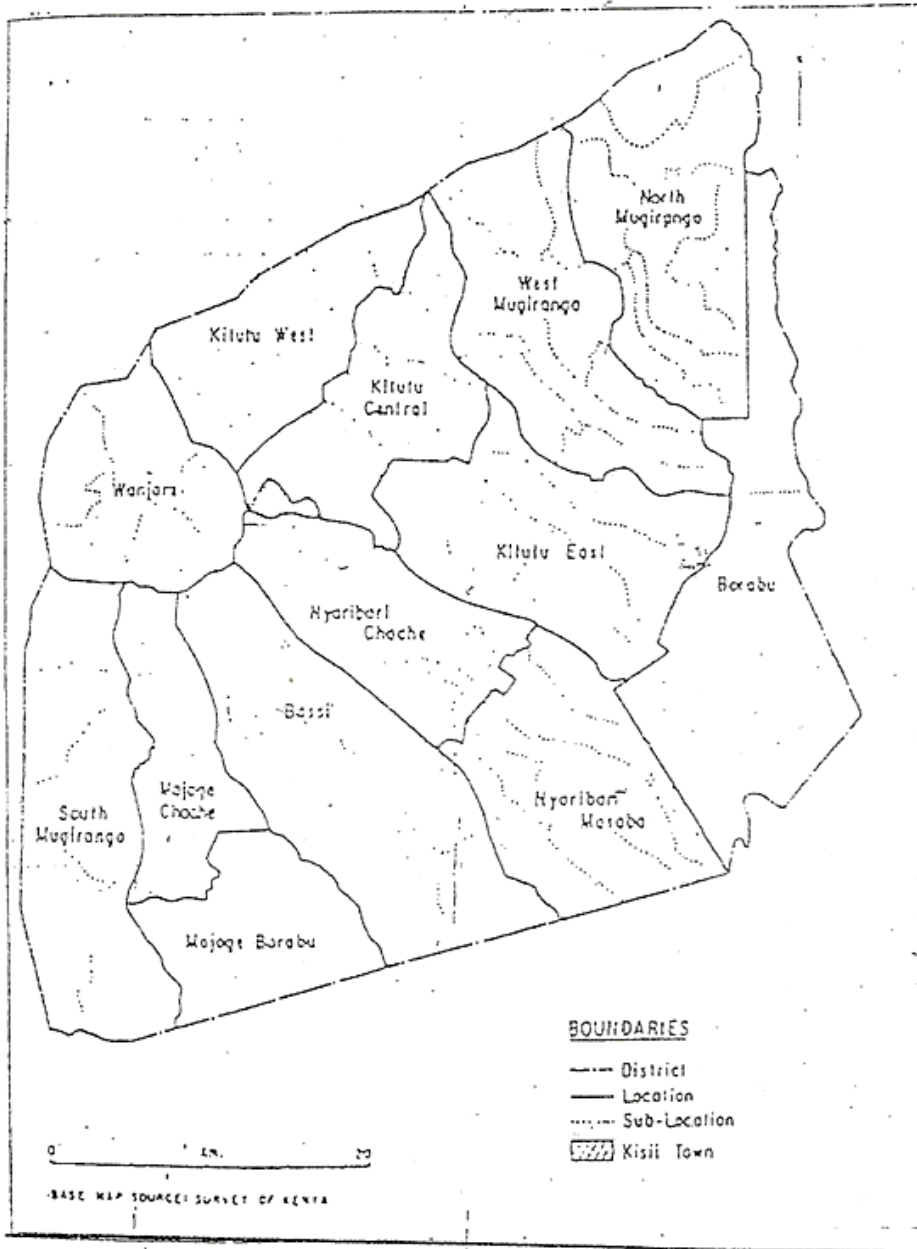 North
Mugirango
West
Mugirango
Kitutu West
Kitutu
Central
Wanjare
Kitutu East
Borabu
Nyaribari
Chache
Bassi
Majoge
Chache
South
Mugirango
Nyaribari
Masaba
Majoge Borabu
BOUNDARIES
District
Location
Sub-Location
Kisii Town
0 KM. 20
BASE MAP SOURCE: SURVEY OF KENYA